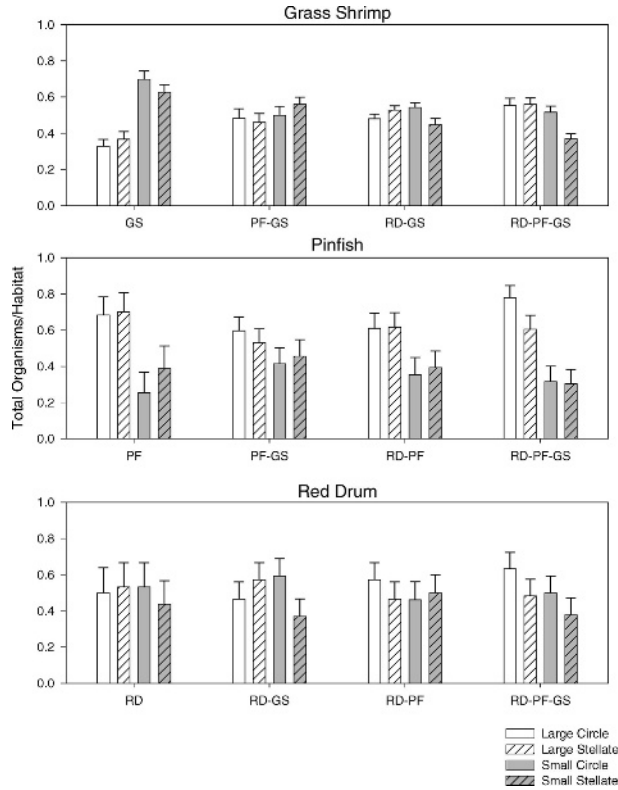 Grass Shrimp
1.0
0.8
0.6
0.4
0.2
0.0
GS PF-GS RD-GS RD-PF-GS
Pinfish
1.0
0.8
0.6
0.4
0.2
0.0
PF PF-GS RD-PF RD-PF-GS
Total Organisms/Habitat
Red Drum
1.0
0.8
0.6
0.4
0.2
0.0
RD RD-GS RD-PF RD-PF-GS
Large Circle
Large Stellate
Small Circle
Small Stellate